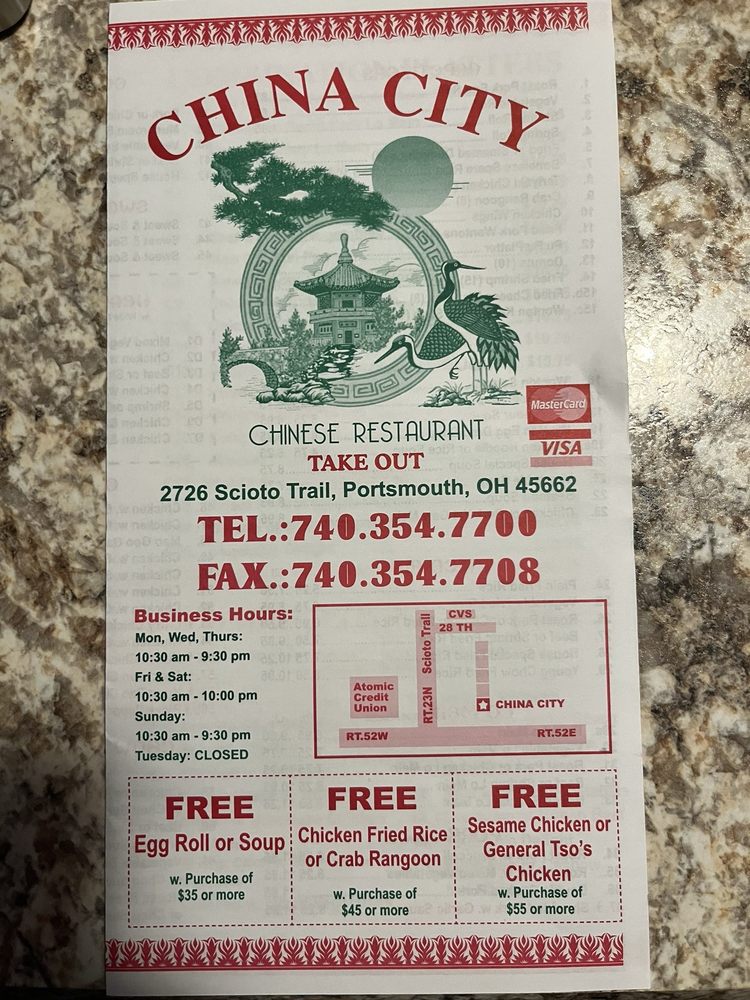 CHINA CITY
CHINESE RESTAURANT
MasterCard
VISA
TAKE OUT
2726 Scioto Trail, Portsmouth, OH 45662
TEL.:740.354.7700
FAX.:740.354.7708
Business Hours:
Mon, Wed, Thurs:
10:30 am - 9:30 pm
Fri & Sat:
10:30 am - 10:00 pm
Sunday:
10:30 am - 9:30 pm
Tuesday: CLOSED
CVS
28 TH
Scioto Trail
RT.23N
Atomic
Credit
Union
CHINA CITY
RT.52W
RT.52E
FREE
Egg Roll or Soup
w. Purchase of
$35 or more
FREE
Chicken Fried Rice
or Crab Rangoon
w. Purchase of
$45 or more
FREE
Sesame Chicken or
General Tso's
Chicken
w. Purchase of
$55 or more